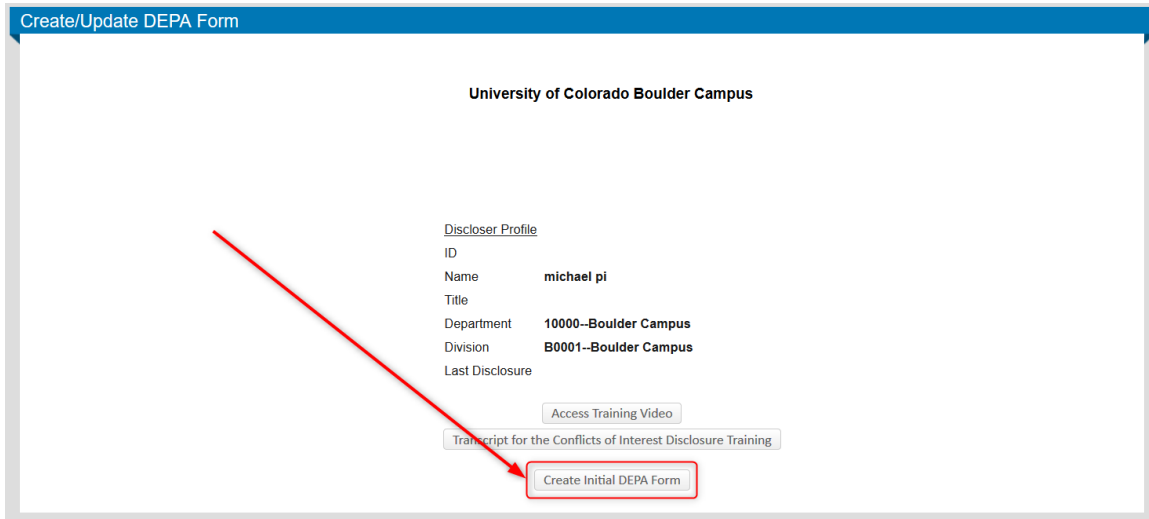 Create/Update DEPA Form
University of Colorado Boulder Campus
Discloser Profile
ID
Name michael pi
Title
Department 10000--Boulder Campus
Division B0001--Boulder Campus
Last Disclosure
Access Training Video
Transcript for the Conflicts of Interest Disclosure Training
Create Initial DEPA Form